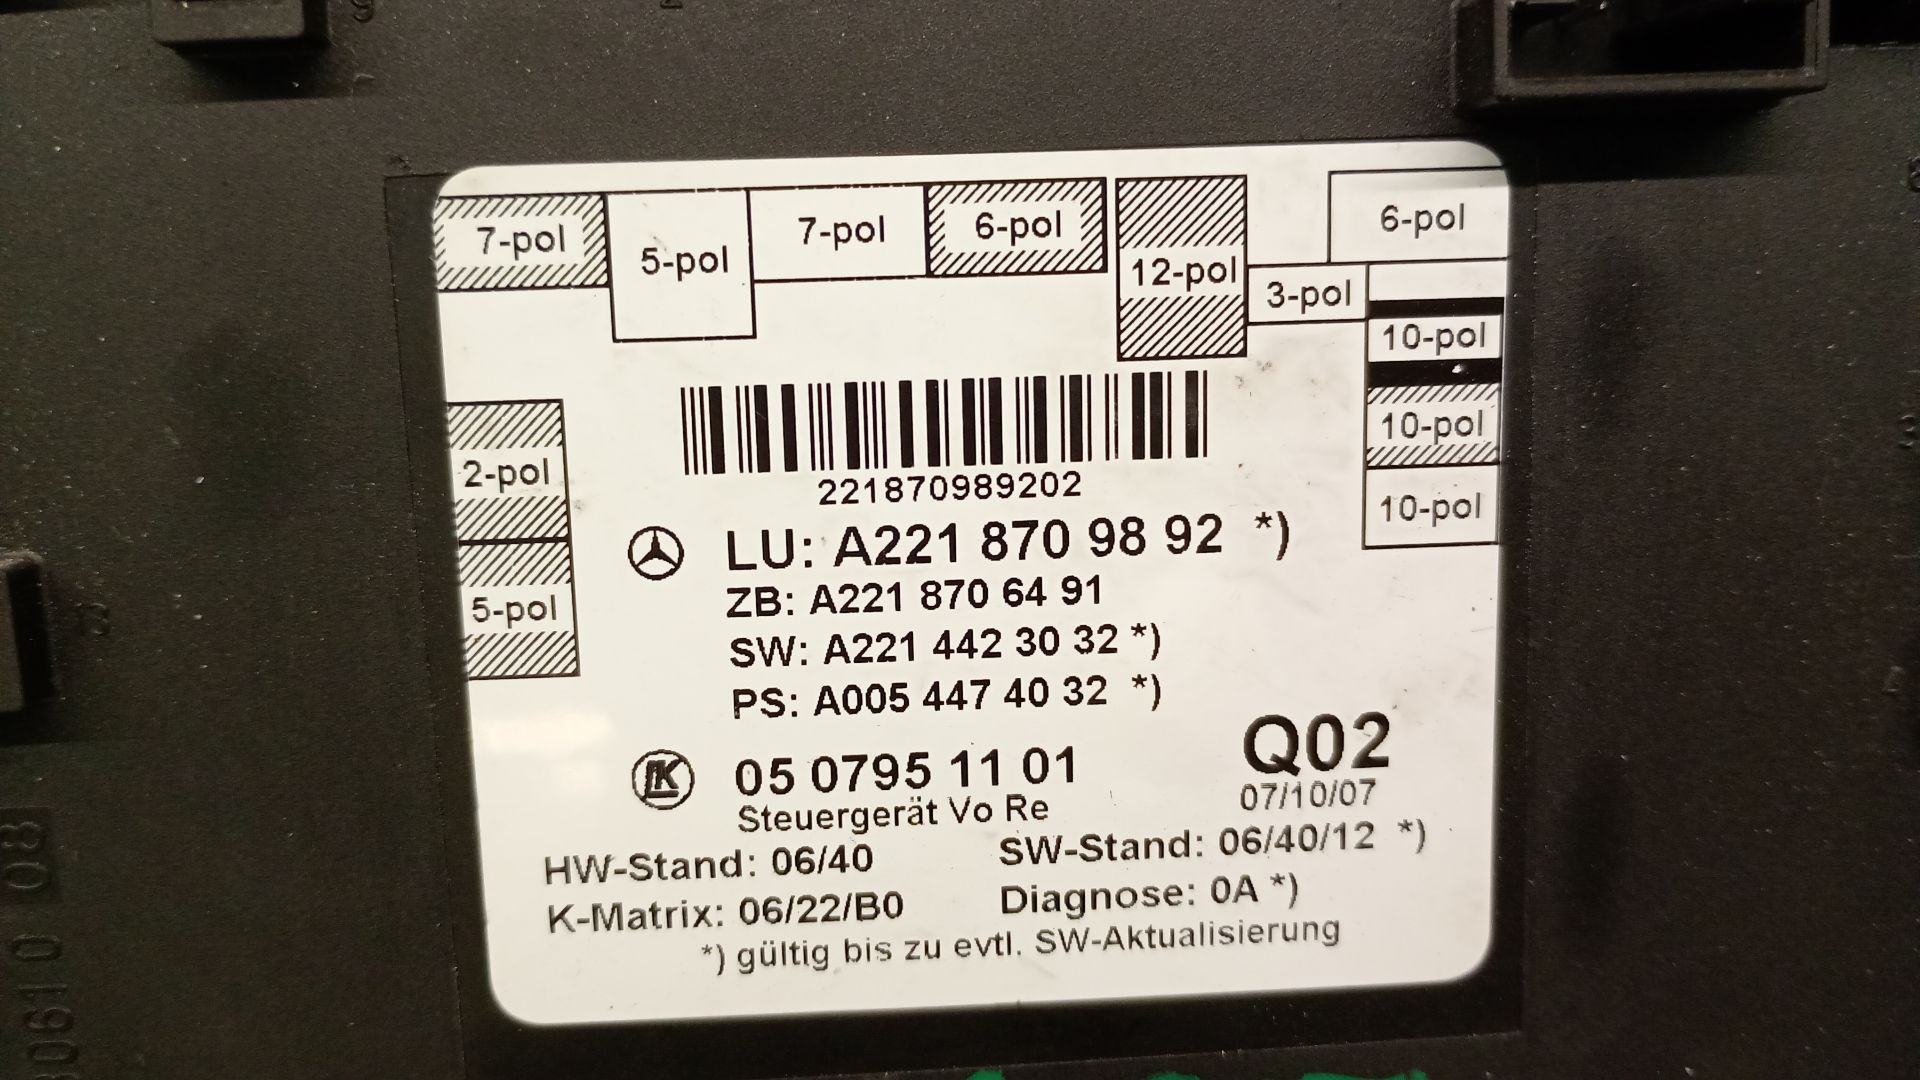 7-pol
5-pol
7-pol
6-pol
12-pol
3-pol
6-pol
10-pol
10-pol
10-pol
2-pol
5-pol
221870989202
LU: A221 870 98 92 *)
ZB: A221 870 64 91
SW: A221 442 30 32 *)
PS: A005 447 40 32 *)
LK 05 0795 11 01
Steuergerät Vo Re
Q02
07/10/07
HW-Stand: 06/40
SW-Stand: 06/40/12 *)
K-Matrix: 06/22/B0
Diagnose: 0A *)
*) gültig bis zu evtl. SW-Aktualisierung